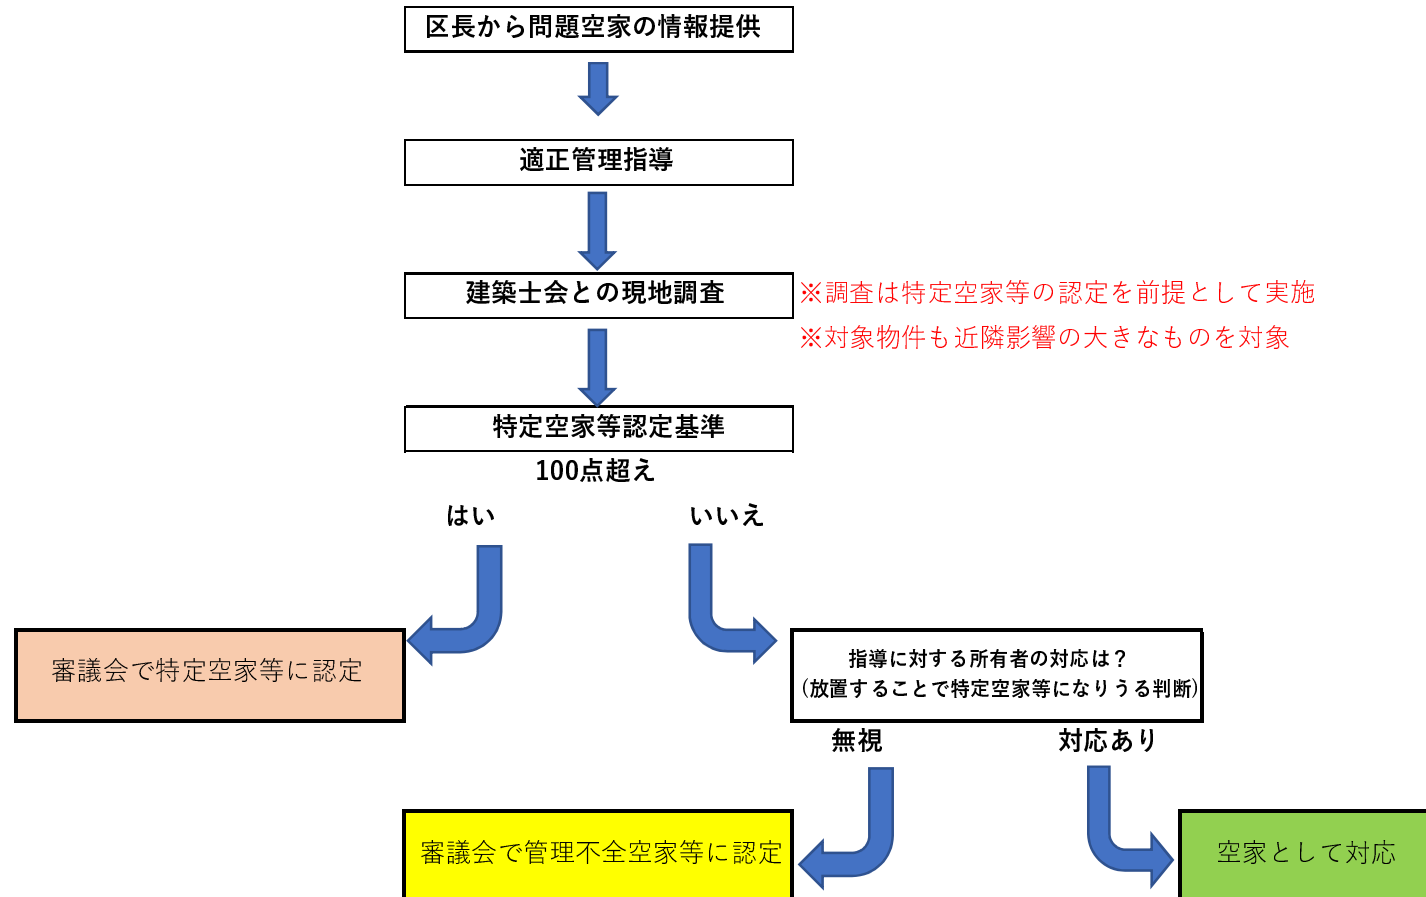 区長から問題空家の情報提供
適正管理指導
建築士会との現地調査
※調査は特定空家等の認定を前提として実施
※対象物件も近隣影響の大きなものを対象
特定空家等認定基準
100点超え
はい
いいえ
審議会で特定空家等に認定
指導に対する所有者の対応は？
(放置することで特定空家等になりうる判断)
無視
対応あり
審議会で管理不全空家等に認定
空家として対応